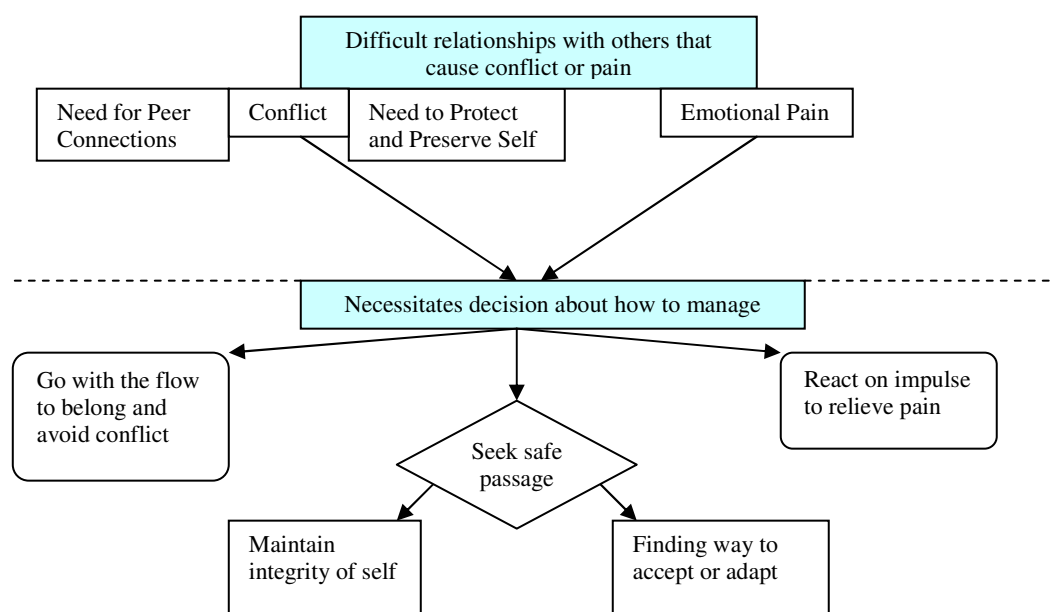 Difficult relationships with others that
cause conflict or pain
Need for Peer
Connections
Conflict
Need to Protect
and Preserve Self
Emotional Pain
Necessitates decision about how to manage
Go with the flow
to belong and
avoid conflict
React on impulse
to relieve pain
Seek safe
passage
Maintain
integrity of self
Finding way to
accept or adapt